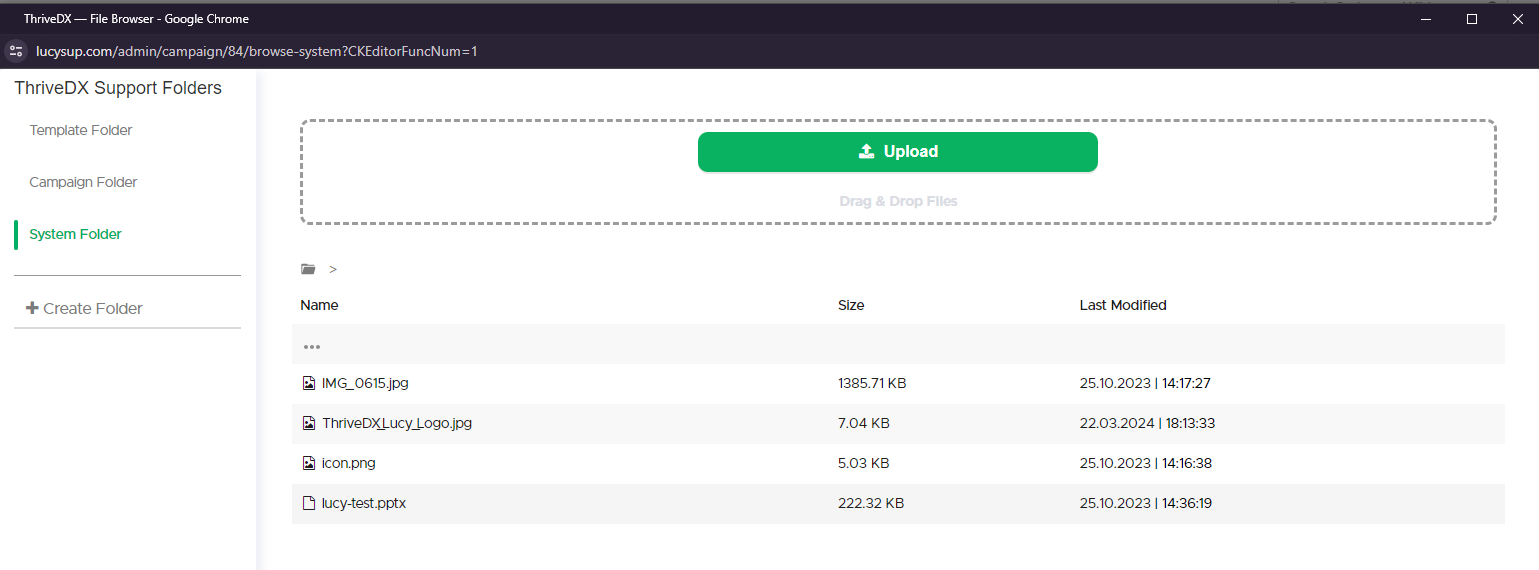 ThriveDX — File Browser - Google Chrome
lucysup.com/admin/campaign/84/browse-system?CKEditorFuncNum=1
ThriveDX Support Folders
Template Folder
Campaign Folder
System Folder
+ Create Folder
Upload
Drag & Drop Files
>
Name Size Last Modified
...
IMG_0615.jpg 1385.71 KB 25.10.2023 | 14:17:27
ThriveDX_Lucy_Logo.jpg 7.04 KB 22.03.2024 | 18:13:33
icon.png 5.03 KB 25.10.2023 | 14:16:38
lucy-test.pptx 222.32 KB 25.10.2023 | 14:36:19